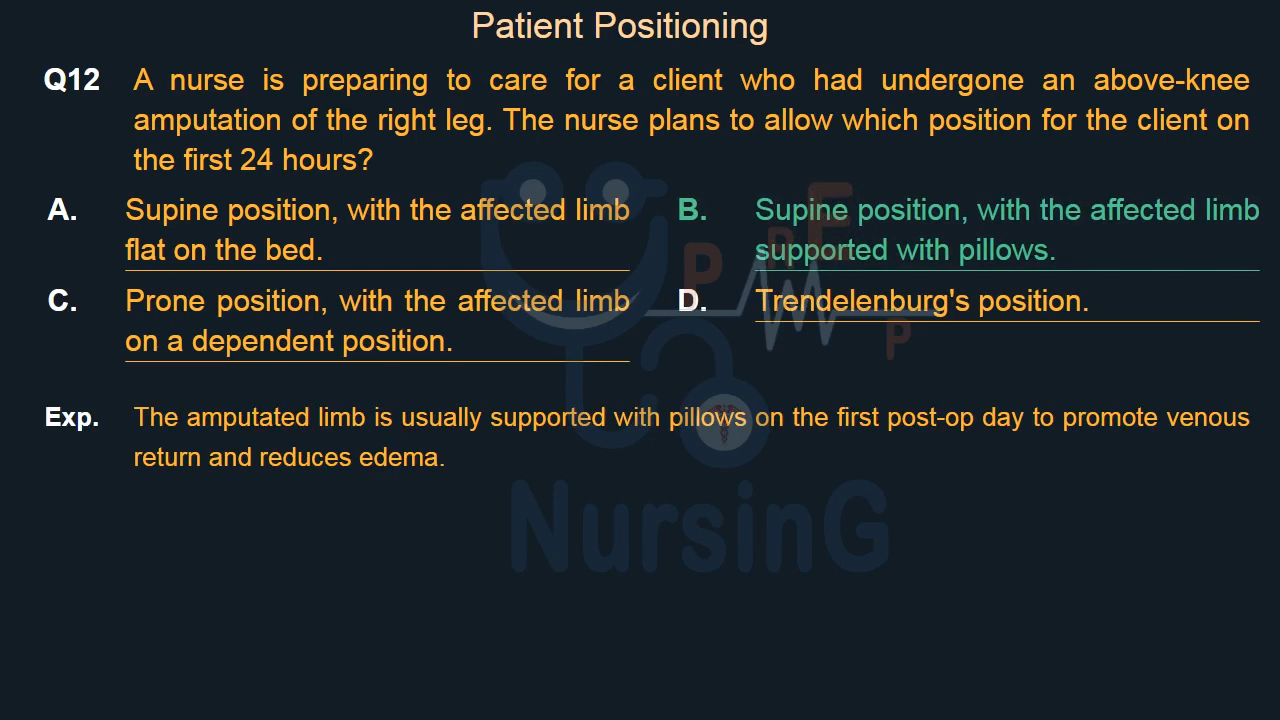 Patient Positioning
Q12 A nurse is preparing to care for a client who had undergone an above-knee
amputation of the right leg. The nurse plans to allow which position for the client on
the first 24 hours?
A. Supine position, with the affected limb
flat on the bed.
B. Supine position, with the affected limb
supported with pillows.
C. Prone position, with the affected limb
on a dependent position.
D. Trendelenburg's position.
Exp. The amputated limb is usually supported with pillows on the first post-op day to promote venous
return and reduces edema.
P P F P
NursinG